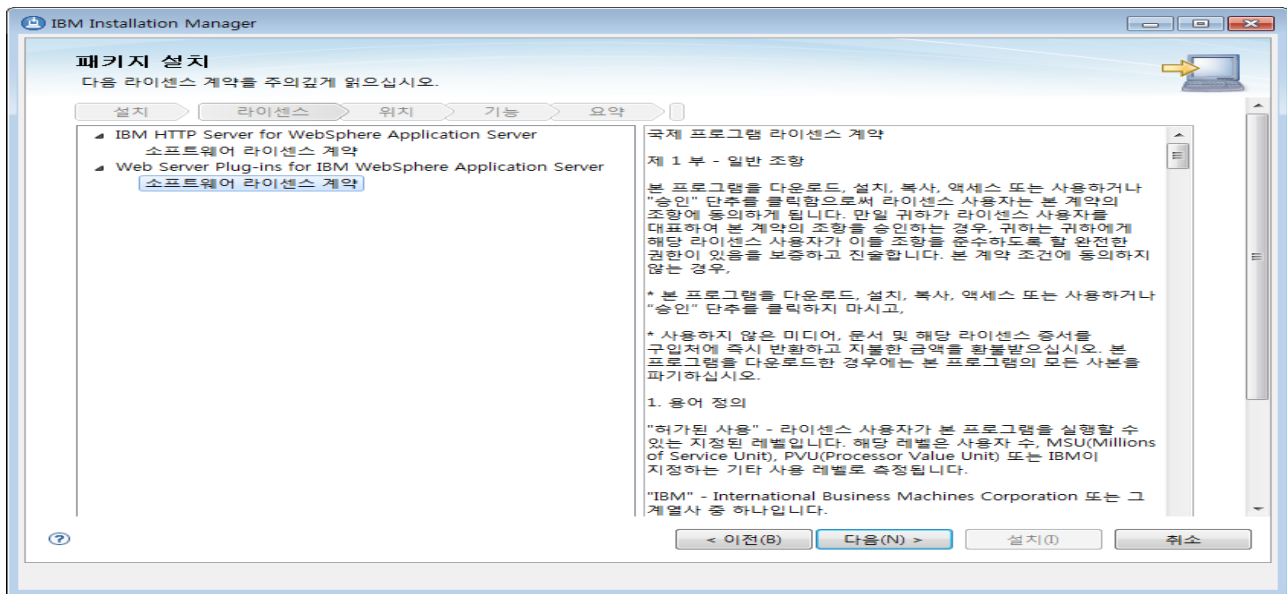 IBM Installation Manager
패키지 설치
다음 라이센스 계약을 주의깊게 읽으십시오.
설치 라이센스 위치 기능 요약
IBM HTTP Server for WebSphere Application Server
소프트웨어 라이센스 계약
Web Server Plug-ins for IBM WebSphere Application Server
소프트웨어 라이센스 계약
국제 프로그램 라이센스 계약
제 1 부 - 일반 조항
본 프로그램을 다운로드, 설치, 복사, 액세스 또는 사용하거나
"승인" 단추를 클릭함으로써 라이센스 사용자는 본 계약의
조항에 동의하게 됩니다. 만일 귀하가 라이센스 사용자를
대표하여 본 계약의 조항을 승인하는 경우, 귀하는 귀하에게
해당 라이센스 사용자가 이들 조항을 준수하도록 할 완전한
권한이 있음을 보증하고 진술합니다. 본 계약 조건에 동의하지
않는 경우,
* 본 프로그램을 다운로드, 설치, 복사, 액세스 또는 사용하거나
"승인" 단추를 클릭하지 마시고,
* 사용하지 않은 미디어, 문서 및 해당 라이센스 증서를
구입처에 즉시 반환하고 지불한 금액을 환불받으십시오. 본
프로그램을 다운로드한 경우에는 본 프로그램의 모든 사본을
파기하십시오.
1. 용어 정의
"허가된 사용" - 라이센스 사용자가 본 프로그램을 실행할 수
있는 지정된 레벨입니다. 해당 레벨은 사용자 수, MSU(Millions
of Service Unit), PVU(Processor Value Unit) 또는 IBM이
지정하는 기타 사용 레벨로 측정됩니다.
"IBM" - International Business Machines Corporation 또는 그
계열사 중 하나입니다.
< 이전(B) 다음(N) > 설치(I) 취소